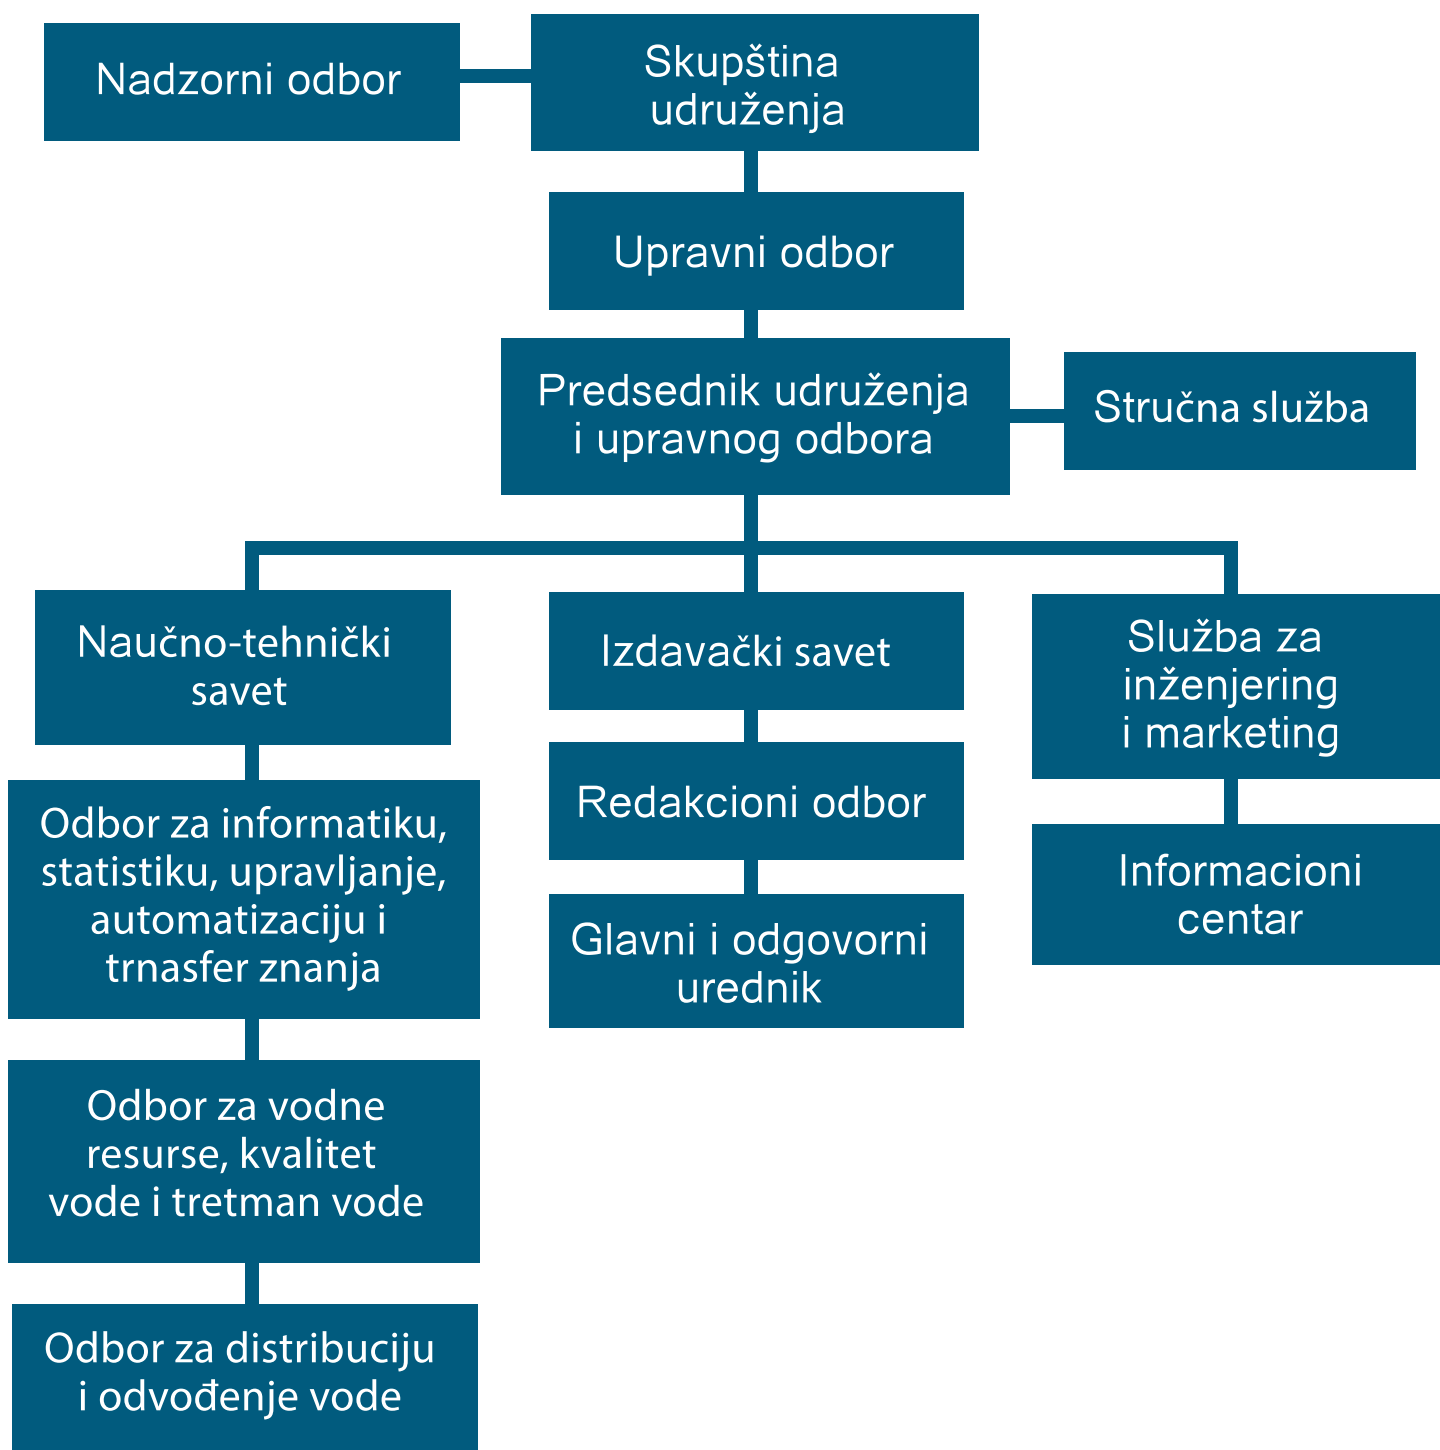 Nadzorni odbor
Skupština
udruženja
Upravni odbor
Predsednik udruženja
i upravnog odbora
Stručna služba
Naučno-tehnički
savet
Odbor za informatiku,
statistiku, upravljanje,
automatizaciju i
trnasfer znanja
Odbor za vodne
resurse, kvalitet
vode i tretman vode
Odbor za distribuciju
i odvođenje vode
Izdavački savet
Redakcioni odbor
Glavni i odgovorni
urednik
Služba za
inženjering
i marketing
Informacioni
centar